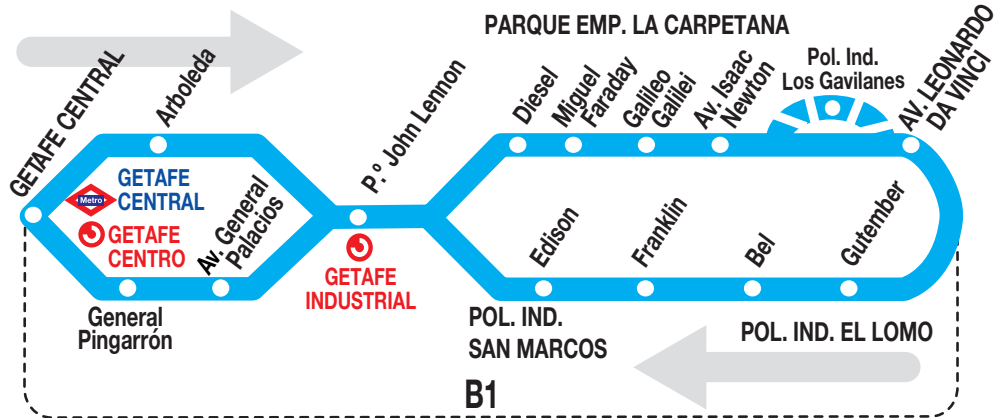 PARQUE EMP. LA CARPETANA
GETAFE CENTRAL
Arboleda
P.º John Lennon
Diesel
Miguel
Faraday
Galileo
Galilei
Av. Isaac
Newton
Pol. Ind.
Los Gavilanes
AV. LEONARDO
DA VINCI
Metro
GETAFE
CENTRAL
GETAFE
CENTRO
Av. General
Palacios
General
Pingarrón
GETAFE
INDUSTRIAL
Edison
Franklin
Bel
Gutember
POL. IND.
SAN MARCOS
POL. IND. EL LOMO
B1